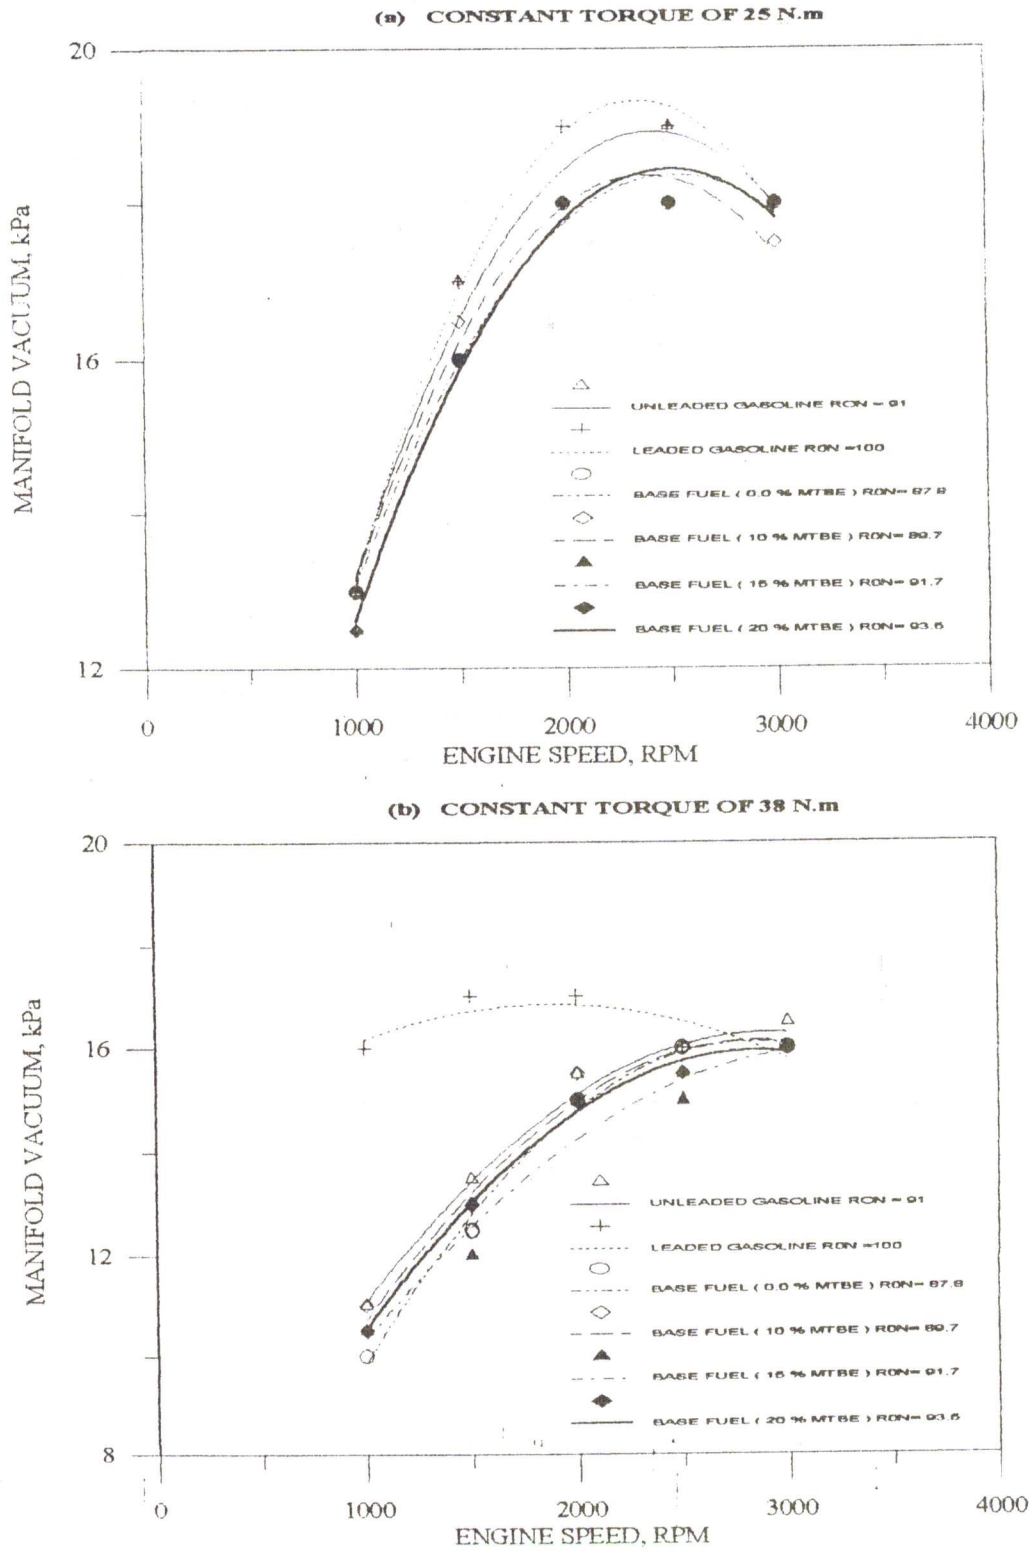 (a) CONSTANT TORQUE OF 25 N.m
20
16
12
MANIFOLD VACUUM, kPa
UNLEADED GASOLINE RON = 91
LEADED GASOLINE RON =100
BASE FUEL ( 0.0 % MTBE ) RON= 87.8
BASE FUEL ( 10 % MTBE ) RON= 89.7
BASE FUEL ( 15 % MTBE ) RON= 91.7
BASE FUEL ( 20 % MTBE ) RON= 93.5
0 1000 2000 3000 4000
ENGINE SPEED, RPM
(b) CONSTANT TORQUE OF 38 N.m
20
16
12
8
MANIFOLD VACUUM, kPa
UNLEADED GASOLINE RON = 91
LEADED GASOLINE RON =100
BASE FUEL ( 0.0 % MTBE ) RON= 87.8
BASE FUEL ( 10 % MTBE ) RON= 89.7
BASE FUEL ( 15 % MTBE ) RON= 91.7
BASE FUEL ( 20 % MTBE ) RON= 93.5
0 1000 2000 3000 4000
ENGINE SPEED, RPM